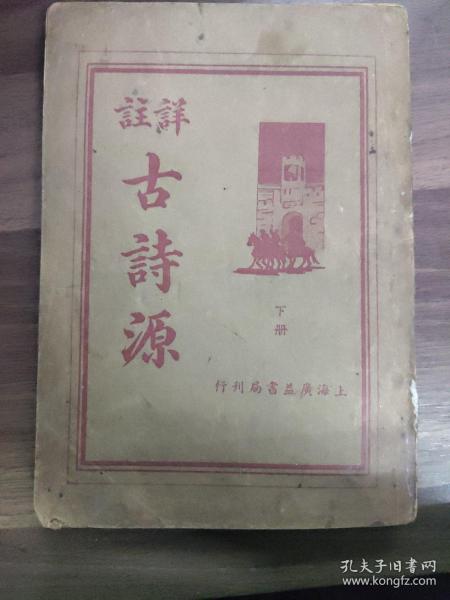 詳註
古詩源
下册
上海廣益書局刊行
孔夫子旧书网
www.kongfz.com